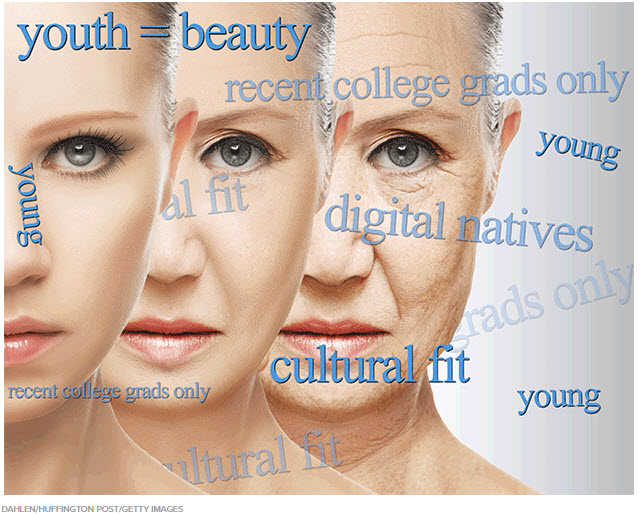 youth = beauty
recent college grads only
young
young
al fit
digital natives
grads only
cultural fit
recent college grads only
young
ultural fit
DAHLEN/HUFFINGTON POST/GETTY IMAGES